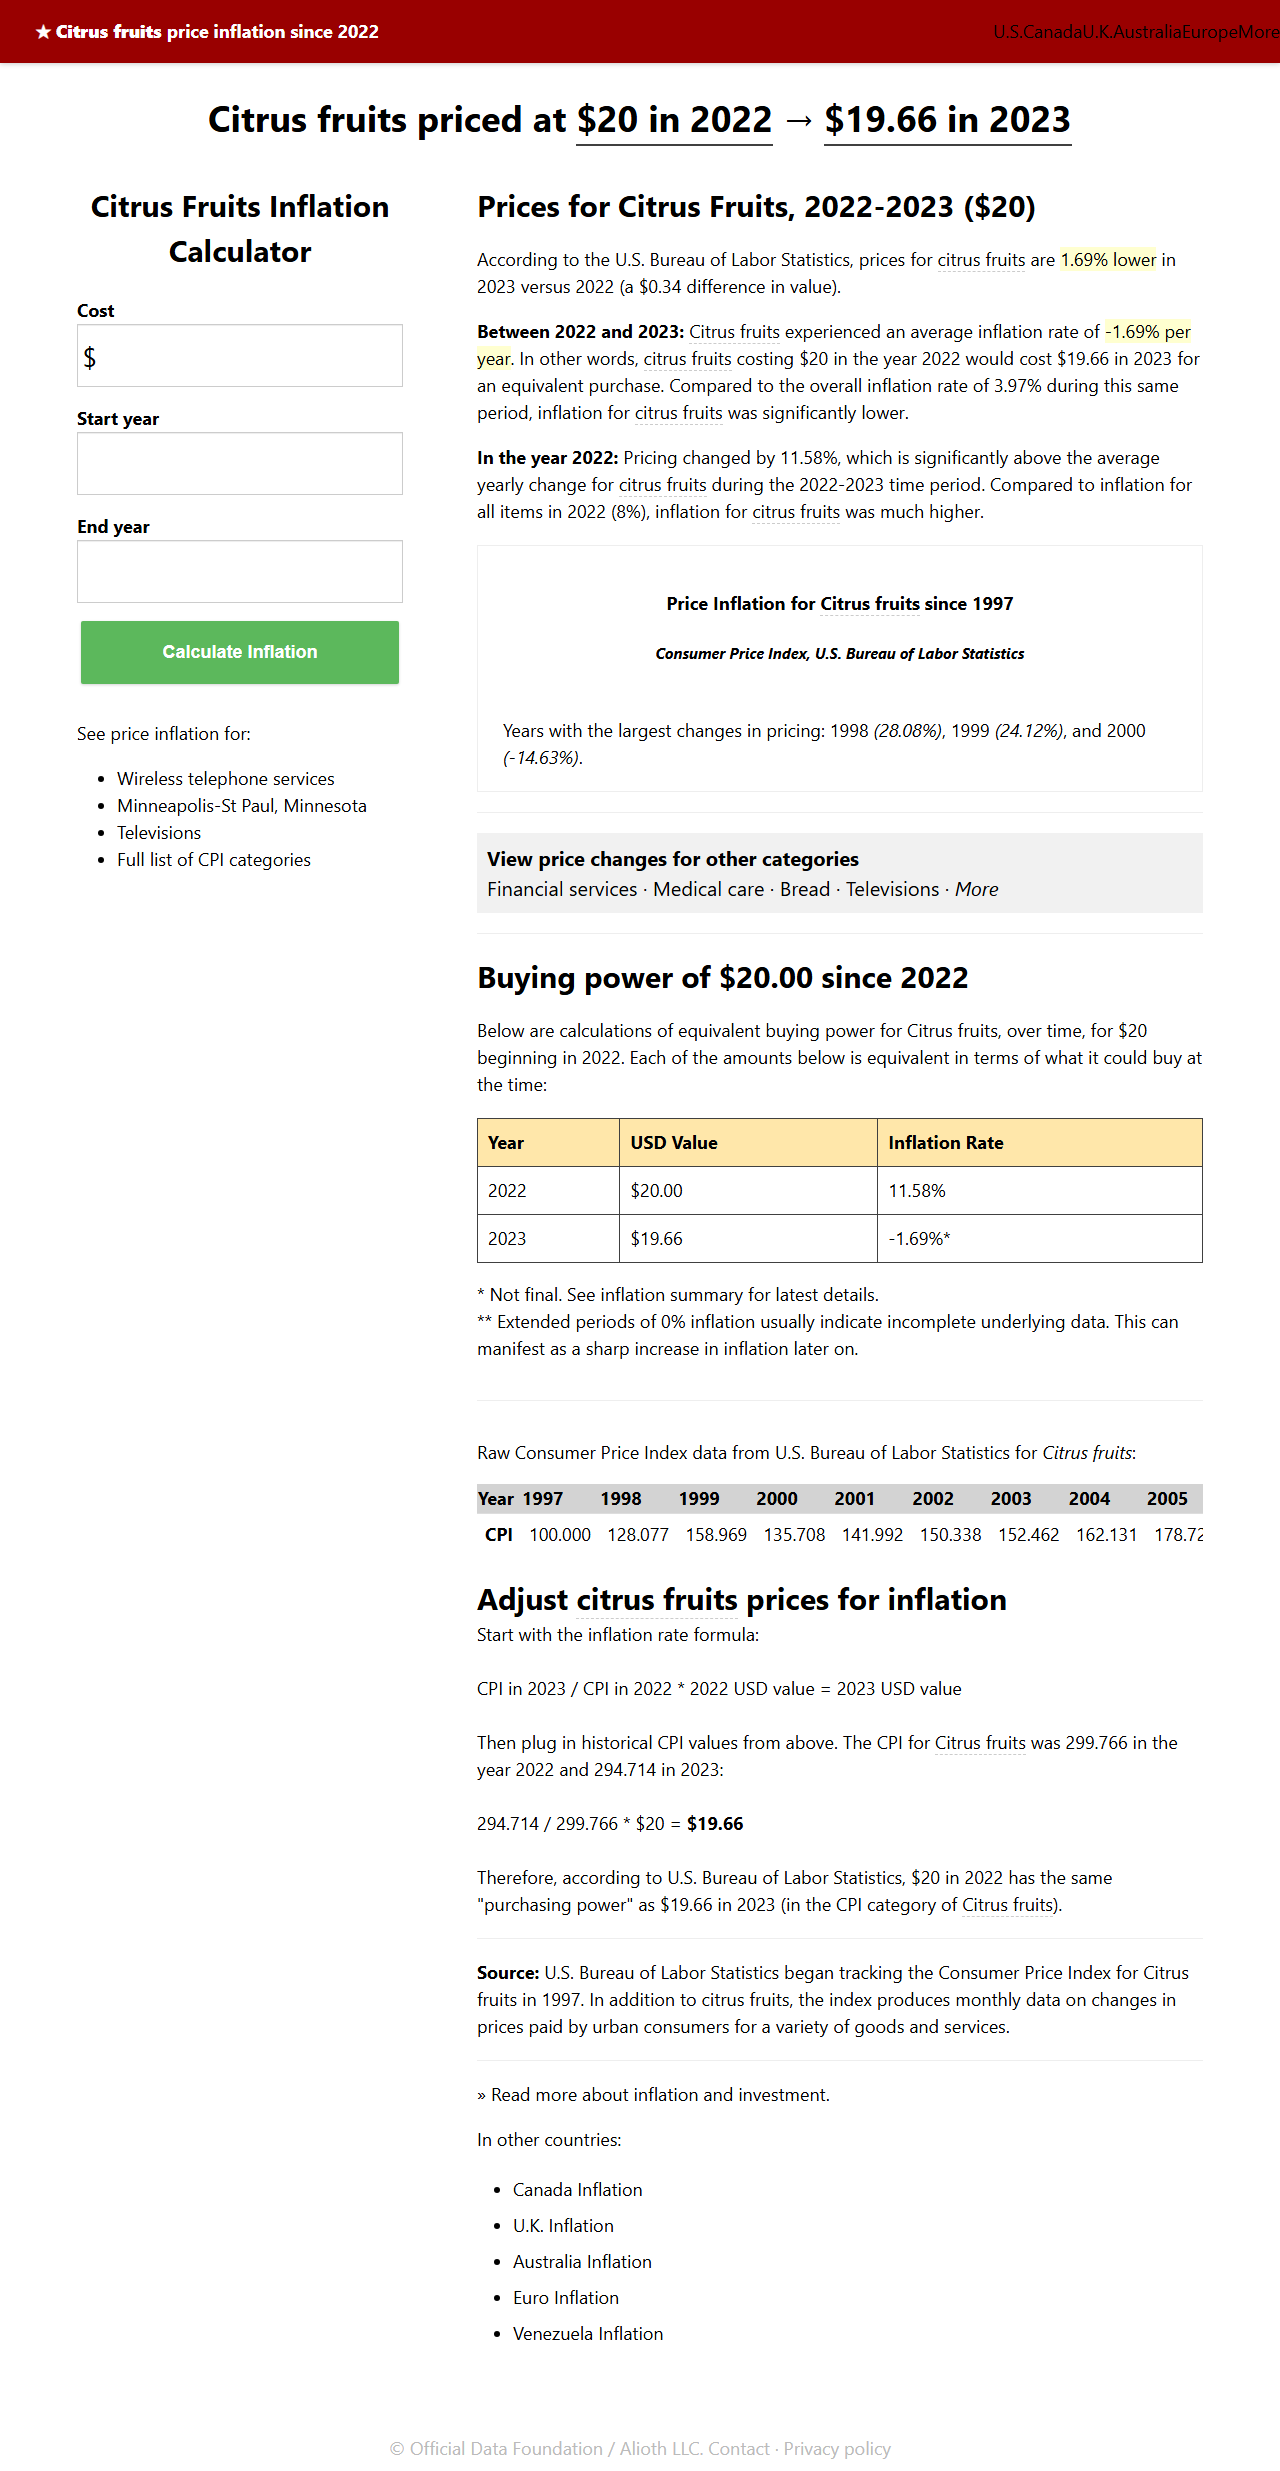 ★ Citrus fruits price inflation since 2022
U.S.CanadaU.K.AustraliaEuropeMore
Citrus fruits priced at $20 in 2022 → $19.66 in 2023
Citrus Fruits Inflation
Calculator
Cost
$
Start year
End year
Calculate Inflation
See price inflation for:
• Wireless telephone services
• Minneapolis-St Paul, Minnesota
• Televisions
• Full list of CPI categories
Prices for Citrus Fruits, 2022-2023 ($20)
According to the U.S. Bureau of Labor Statistics, prices for citrus fruits are 1.69% lower in
2023 versus 2022 (a $0.34 difference in value).
Between 2022 and 2023: Citrus fruits experienced an average inflation rate of -1.69% per
year. In other words, citrus fruits costing $20 in the year 2022 would cost $19.66 in 2023 for
an equivalent purchase. Compared to the overall inflation rate of 3.97% during this same
period, inflation for citrus fruits was significantly lower.
In the year 2022: Pricing changed by 11.58%, which is significantly above the average
yearly change for citrus fruits during the 2022-2023 time period. Compared to inflation for
all items in 2022 (8%), inflation for citrus fruits was much higher.
Price Inflation for Citrus fruits since 1997
Consumer Price Index, U.S. Bureau of Labor Statistics
Years with the largest changes in pricing: 1998 (28.08%), 1999 (24.12%), and 2000
(-14.63%).
View price changes for other categories
Financial services · Medical care · Bread · Televisions · More
Buying power of $20.00 since 2022
Below are calculations of equivalent buying power for Citrus fruits, over time, for $20
beginning in 2022. Each of the amounts below is equivalent in terms of what it could buy at
the time:
Year USD Value Inflation Rate
2022 $20.00 11.58%
2023 $19.66 -1.69%*
* Not final. See inflation summary for latest details.
** Extended periods of 0% inflation usually indicate incomplete underlying data. This can
manifest as a sharp increase in inflation later on.
Raw Consumer Price Index data from U.S. Bureau of Labor Statistics for Citrus fruits:
Year 1997 1998 1999 2000 2001 2002 2003 2004 2005
CPI 100.000 128.077 158.969 135.708 141.992 150.338 152.462 162.131 178.72
Adjust citrus fruits prices for inflation
Start with the inflation rate formula:
CPI in 2023 / CPI in 2022 * 2022 USD value = 2023 USD value
Then plug in historical CPI values from above. The CPI for Citrus fruits was 299.766 in the
year 2022 and 294.714 in 2023:
294.714 / 299.766 * $20 = $19.66
Therefore, according to U.S. Bureau of Labor Statistics, $20 in 2022 has the same
"purchasing power" as $19.66 in 2023 (in the CPI category of Citrus fruits).
Source: U.S. Bureau of Labor Statistics began tracking the Consumer Price Index for Citrus
fruits in 1997. In addition to citrus fruits, the index produces monthly data on changes in
prices paid by urban consumers for a variety of goods and services.
» Read more about inflation and investment.
In other countries:
• Canada Inflation
• U.K. Inflation
• Australia Inflation
• Euro Inflation
• Venezuela Inflation
© Official Data Foundation / Alioth LLC. Contact · Privacy policy